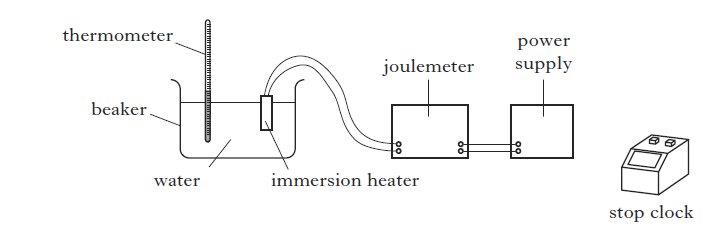 thermometer
power
supply
joulemeter
beaker
water
immersion heater
stop clock